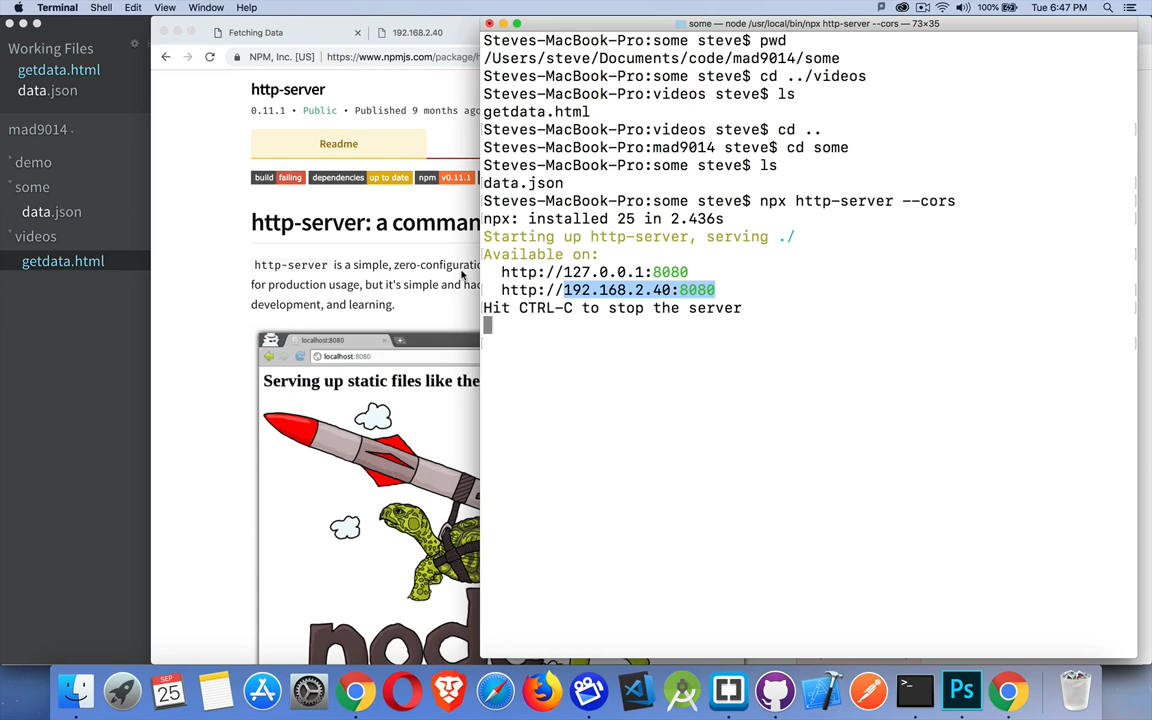 Terminal Shell Edit View Window Help
100% Tue 6:47 PM
Working Files
getdata.html
data.json
mad9014
demo
some
data.json
videos
getdata.html
Fetching Data
192.168.2.40
NPM, Inc. [US] https://www.npmjs.com/package/
http-server
0.11.1 • Public • Published 9 months ago
Readme
build failing dependencies up to date npm v0.11.1
http-server: a comman
http-server is a simple, zero-configuratio
for production usage, but it's simple and hac
development, and learning.
localhost:8080
localhost:8080
Serving up static files like the
nod
some — node /usr/local/bin/npx http-server --cors — 73×35
Steves-MacBook-Pro:some steve$ pwd
/Users/steve/Documents/code/mad9014/some
Steves-MacBook-Pro:some steve$ cd ../videos
Steves-MacBook-Pro:videos steve$ ls
getdata.html
Steves-MacBook-Pro:videos steve$ cd ..
Steves-MacBook-Pro:mad9014 steve$ cd some
Steves-MacBook-Pro:some steve$ ls
data.json
Steves-MacBook-Pro:some steve$ npx http-server --cors
npx: installed 25 in 2.436s
Starting up http-server, serving ./
Available on:
http://127.0.0.1:8080
http://192.168.2.40:8080
Hit CTRL-C to stop the server
SEP
25
>_
Ps